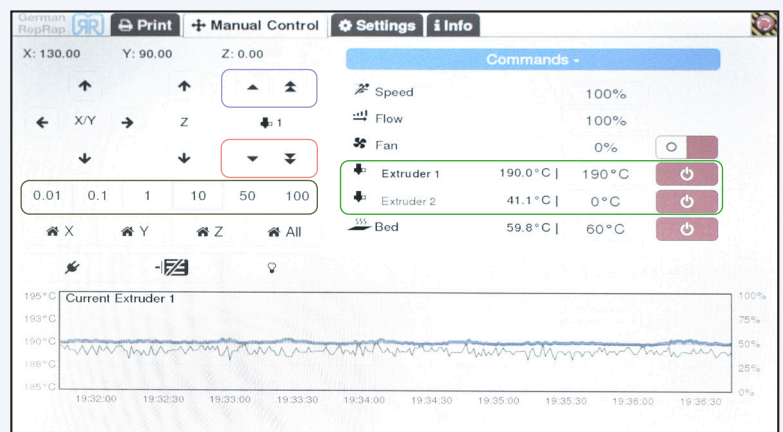 German
RepRap RR
Print
Manual Control
Settings
i Info
X: 130.00 Y: 90.00 Z: 0.00
Commands
X/Y Z 1
0.01 0.1 1 10 50 100
X Y Z All
Speed 100%
Flow 100%
Fan 0%
Extruder 1 190.0°C | 190°C
Extruder 2 41.1°C | 0°C
Bed 59.8°C | 60°C
Current Extruder 1
195°C 100%
193°C 75%
190°C 50%
188°C 25%
185°C 0%
19:32:00 19:32:30 19:33:00 19:33:30 19:34:00 19:34:30 19:35:00 19:35:30 19:36:00 19:36:30